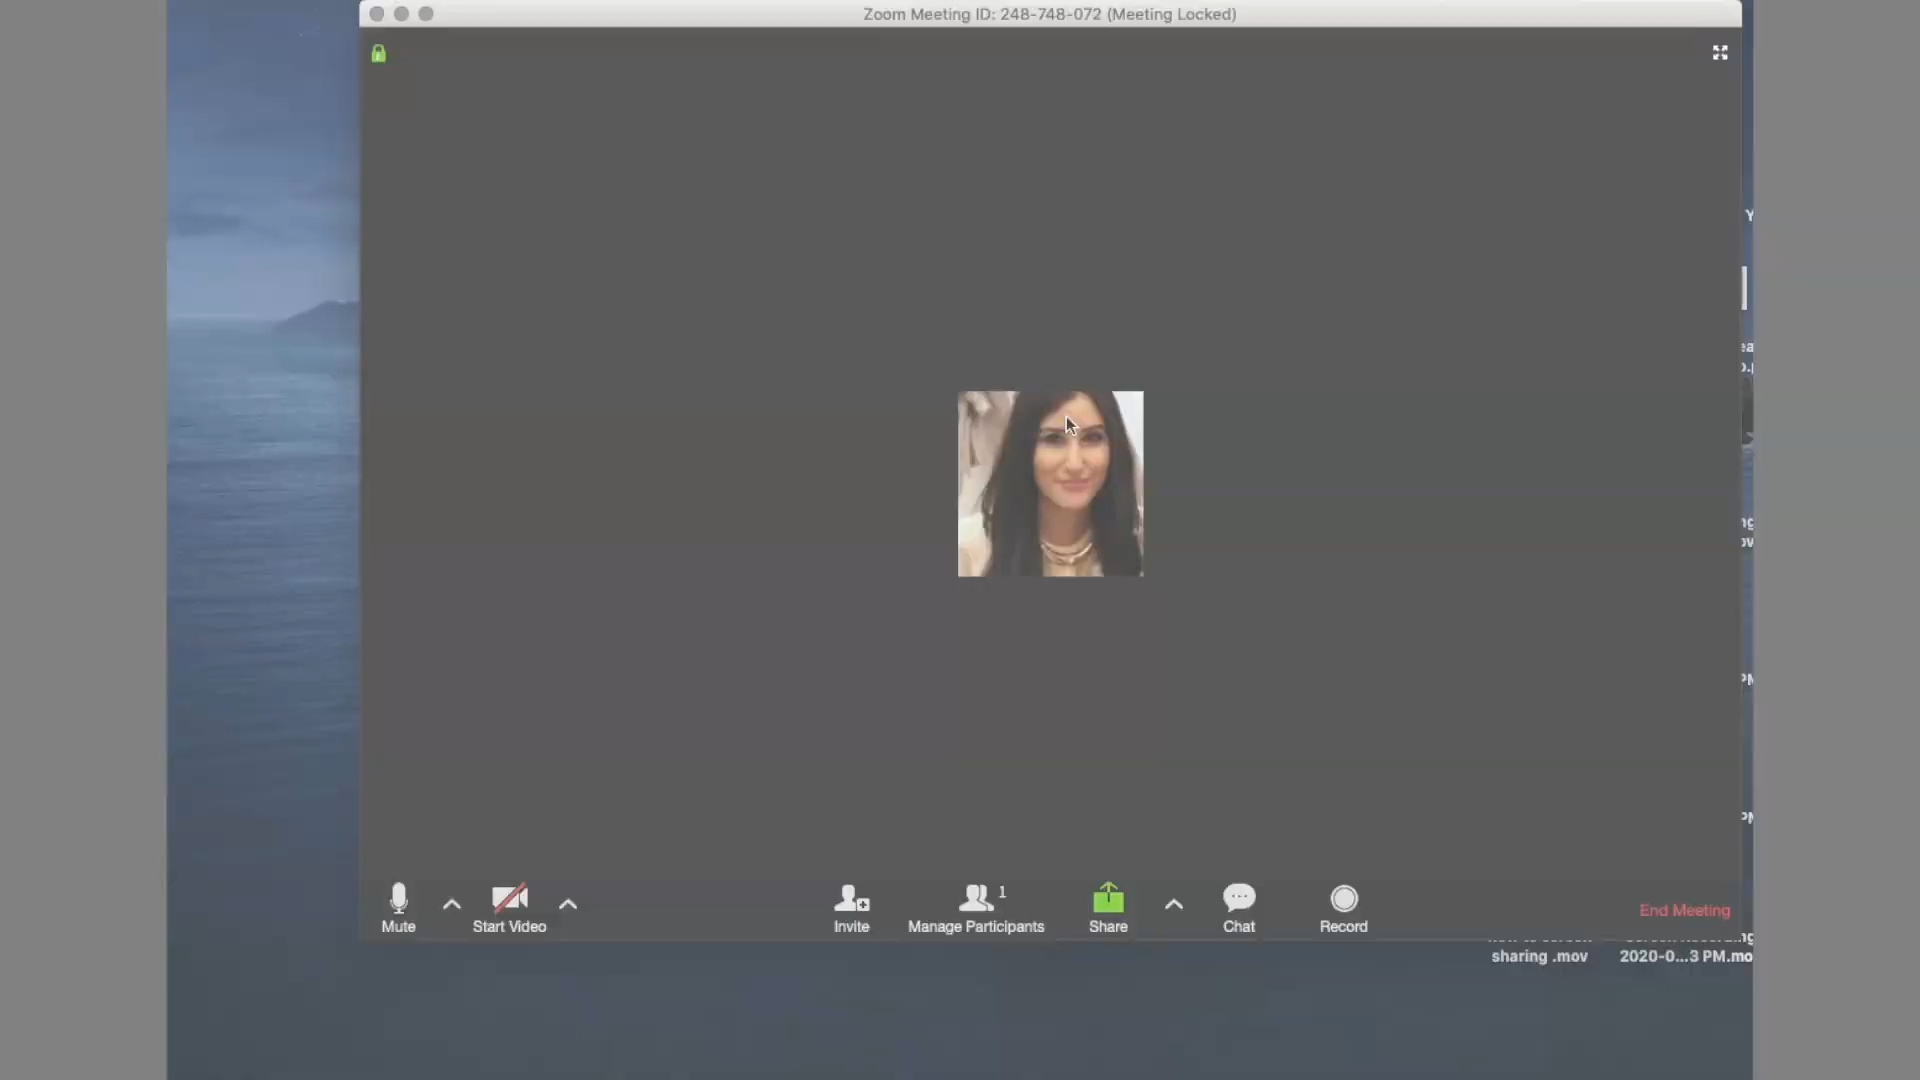 Zoom Meeting ID: 248-748-072 (Meeting Locked)
Mute
Start Video
Invite
1
Manage Participants
Share
Chat
Record
End Meeting
sharing .mov
2020-0...3 PM.mo